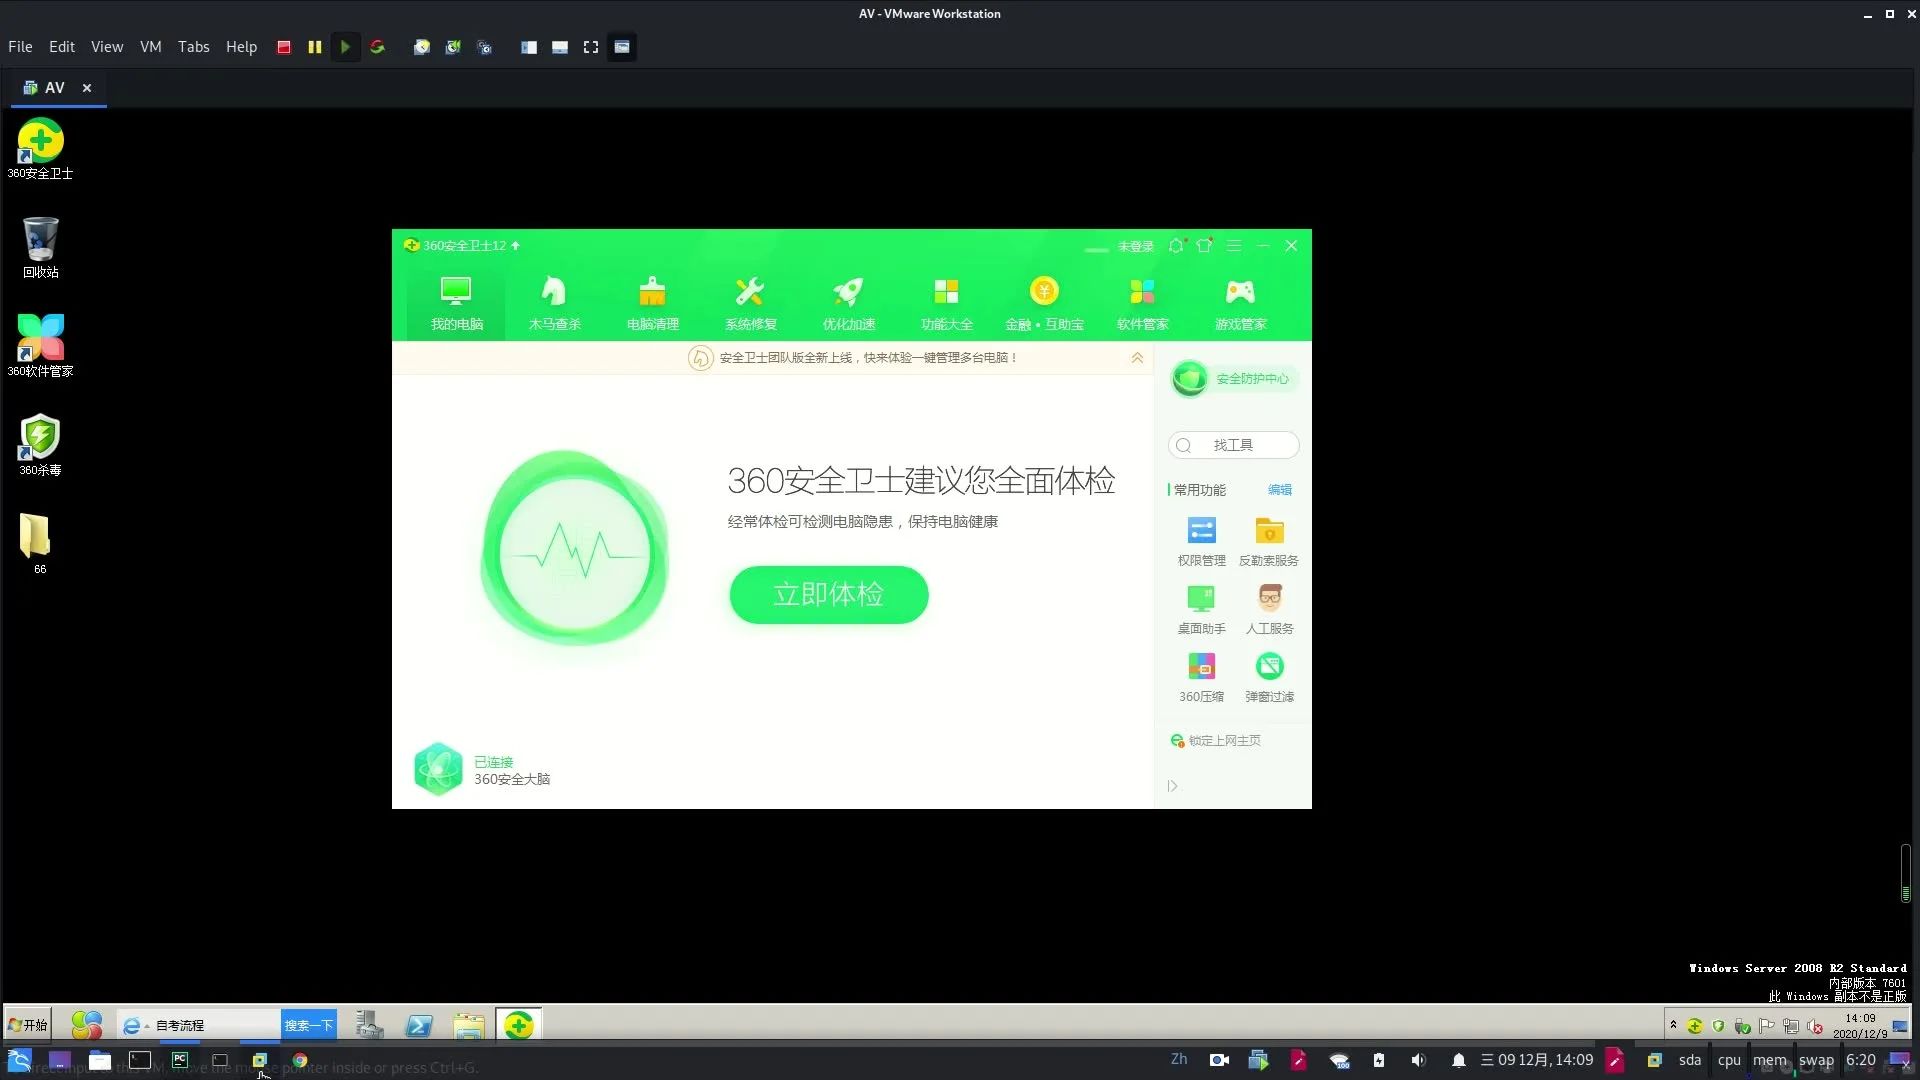 AV - VMware Workstation
File Edit View VM Tabs Help
AV
360安全卫士
回收站
360软件管家
360杀毒
66
360安全卫士12
未登录
我的电脑
木马查杀
电脑清理
系统修复
优化加速
功能大全
金融·互助宝
软件管家
游戏管家
安全卫士团队版全新上线，快来体验一键管理多台电脑！
安全防护中心
找工具
360安全卫士建议您全面体检
经常体检可检测电脑隐患，保持电脑健康
立即体检
常用功能 编辑
权限管理 反勒索服务
桌面助手 人工服务
360压缩 弹窗过滤
锁定上网主页
已连接
360安全大脑
Windows Server 2008 R2 Standard
内部版本 7601
此 Windows 副本不是正版
开始
自考流程
搜索一下
14:09
2020/12/9
PC
direct input to this VM, move the mouse pointer inside or press Ctrl+G.
Zh
100
三 09 12月, 14:09
sda cpu mem swap 6:20